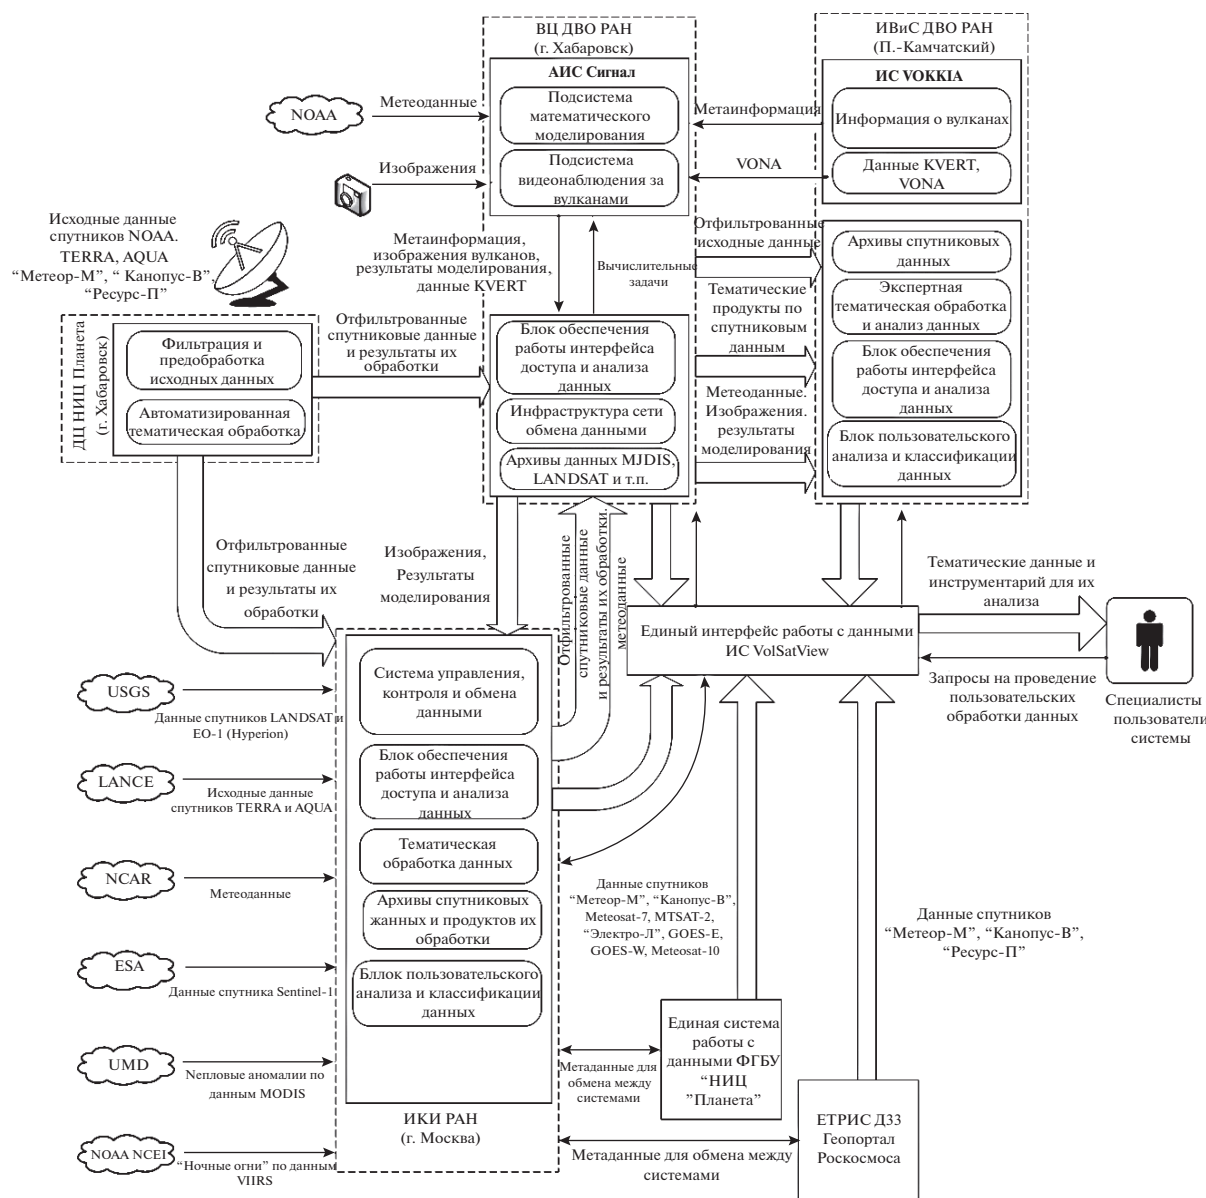 ВЦ ДВО РАН
(г. Хабаровск)
АИС Сигнал
Подсистема
математического
моделирования
Подсистема
видеонаблюдения за
вулканами
ИВиС ДВО РАН
(П.-Камчатский)
ИС VOKKIA
Информация о вулканах
Данные KVERT,
VONA
NOAA
Метеоданные
Изображения
Метаинформация
VONA
Исходные данные
спутников NOAA.
TERRA, AQUA
“Метеор-М”, “ Канопус-В”,
“Ресурс-П”
Метаинформация,
изображения вулканов,
результаты моделирования,
данные KVERT
Вычислительные
задачи
Отфильтрованные
исходные данные
Тематические
продукты по
спутниковым
данным
Метеоданные.
Изображения.
результаты
моделирования
Архивы спутниковых
данных
Экспертная
тематическая обработка
и анализ данных
Блок обеспечения
работы интерфейса
доступа и анализа
данных
Блок пользовательского
анализа и классификации
данных
ДЦ НИЦ Планета
(г. Хабаровск)
Фильтрация и
предобработка
исходных данных
Автоматизированная
тематическая обработка
Отфильтрованные
спутниковые данные
и результаты их
обработки
Блок обеспечения
работы интерфейса
доступа и анализа
данных
Инфраструктура сети
обмена данными
Архивы данных MJDIS,
LANDSAT и т.п.
Отфильтрованные
спутниковые данные
и результаты их
обработки
Изображения,
Результаты
моделирования
Отфильтрованные
спутниковые данные
и результаты их обработки.
метеоданные
Единый интерфейс работы с данными
ИС VolSatView
Тематические данные и
инструментарий для их
анализа
Запросы на проведение
пользовательских
обработки данных
Специалисты
пользователи
системы
USGS
Данные спутников LANDSAT и
EO-1 (Hyperion)
LANCE
Исходные данные
спутников TERRA и AQUA
NCAR
Метеоданные
ESA
Данные спутника Sentinel-1
UMD
Nепловые аномалии по
данным MODIS
NOAA NCEI
“Ночные огни” по данным
VIIRS
Система управления,
контроля и обмена
данными
Блок обеспечения
работы интерфейса
доступа и анализа
данных
Тематическая
обработка данных
Архивы спутниковых
жанных и продуктов их
обработки
Бллок пользовательского
анализа и классификации
данных
ИКИ РАН
(г. Москва)
Данные спутников
“Метеор-М”, “Канопус-В”,
Meteosat-7, MTSAT-2,
“Электро-Л”, GOES-E,
GOES-W, Meteosat-10
Данные спутников
“Метеор-М”, “Канопус-В”,
“Ресурс-П”
Метаданные для
обмена между
системами
Единая система
работы с
данными ФГБУ
“НИЦ
”Планета”
Метаданные для обмена между
системами
ЕТРИС Д33
Геопортал
Роскосмоса